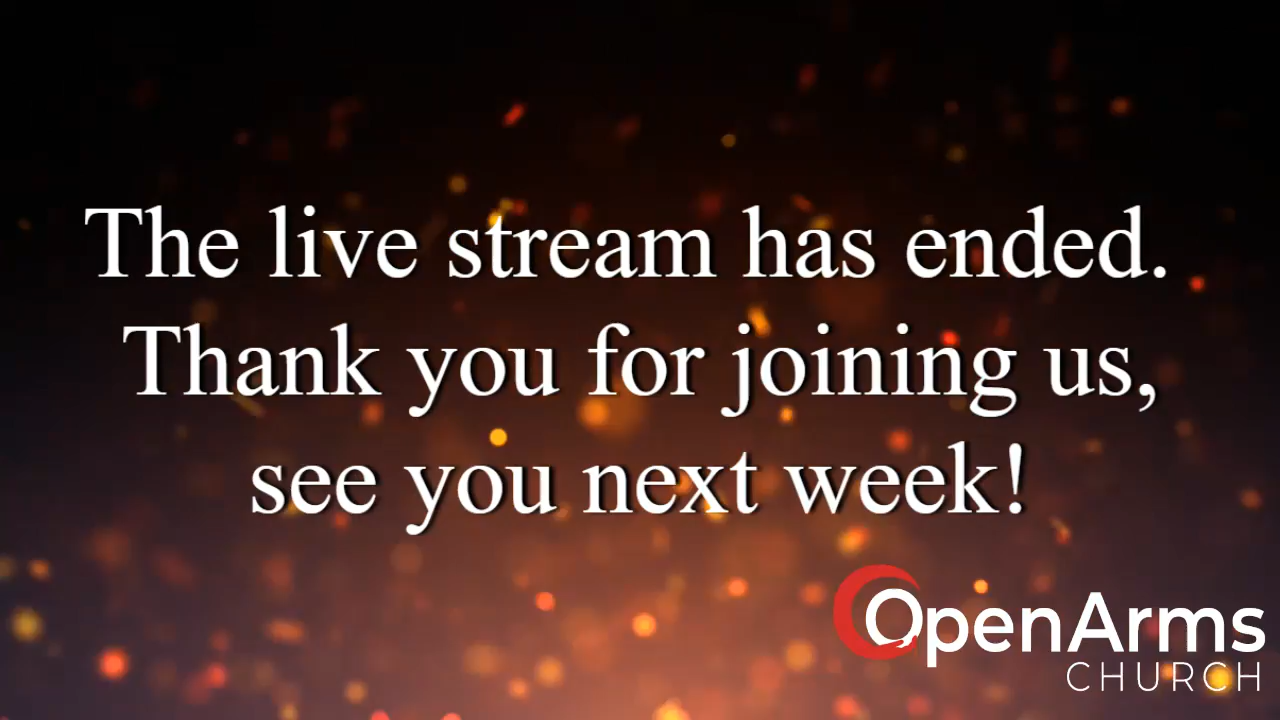 The live stream has ended.
Thank you for joining us,
see you next week!
OpenArms
CHURCH